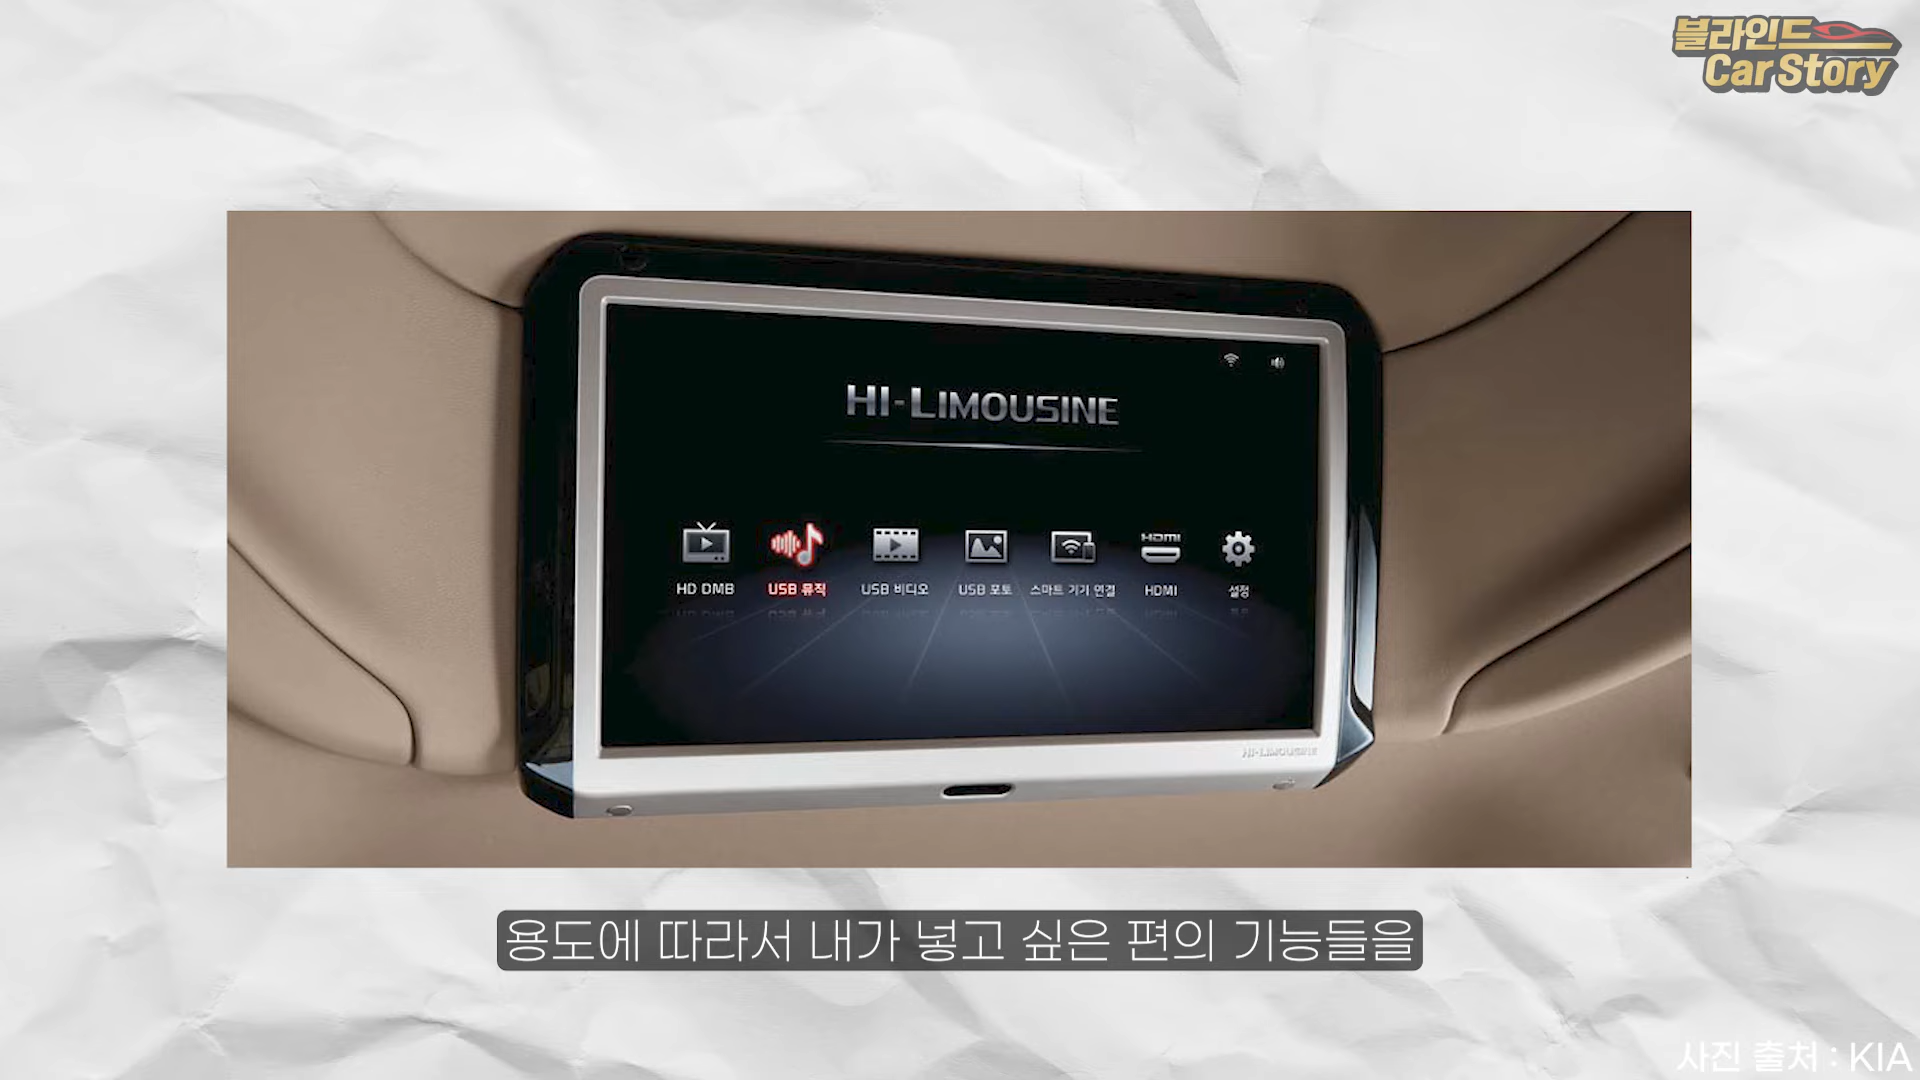 블라인드
Car Story
HI-LIMOUSINE
HD DMB
USB 뮤직
USB 비디오
USB 포토
스마트 기기 연결
HDMI
HDMI
설정
HI-LIMOUSINE
용도에 따라서 내가 넣고 싶은 편의 기능들을
사진 출처 : KIA